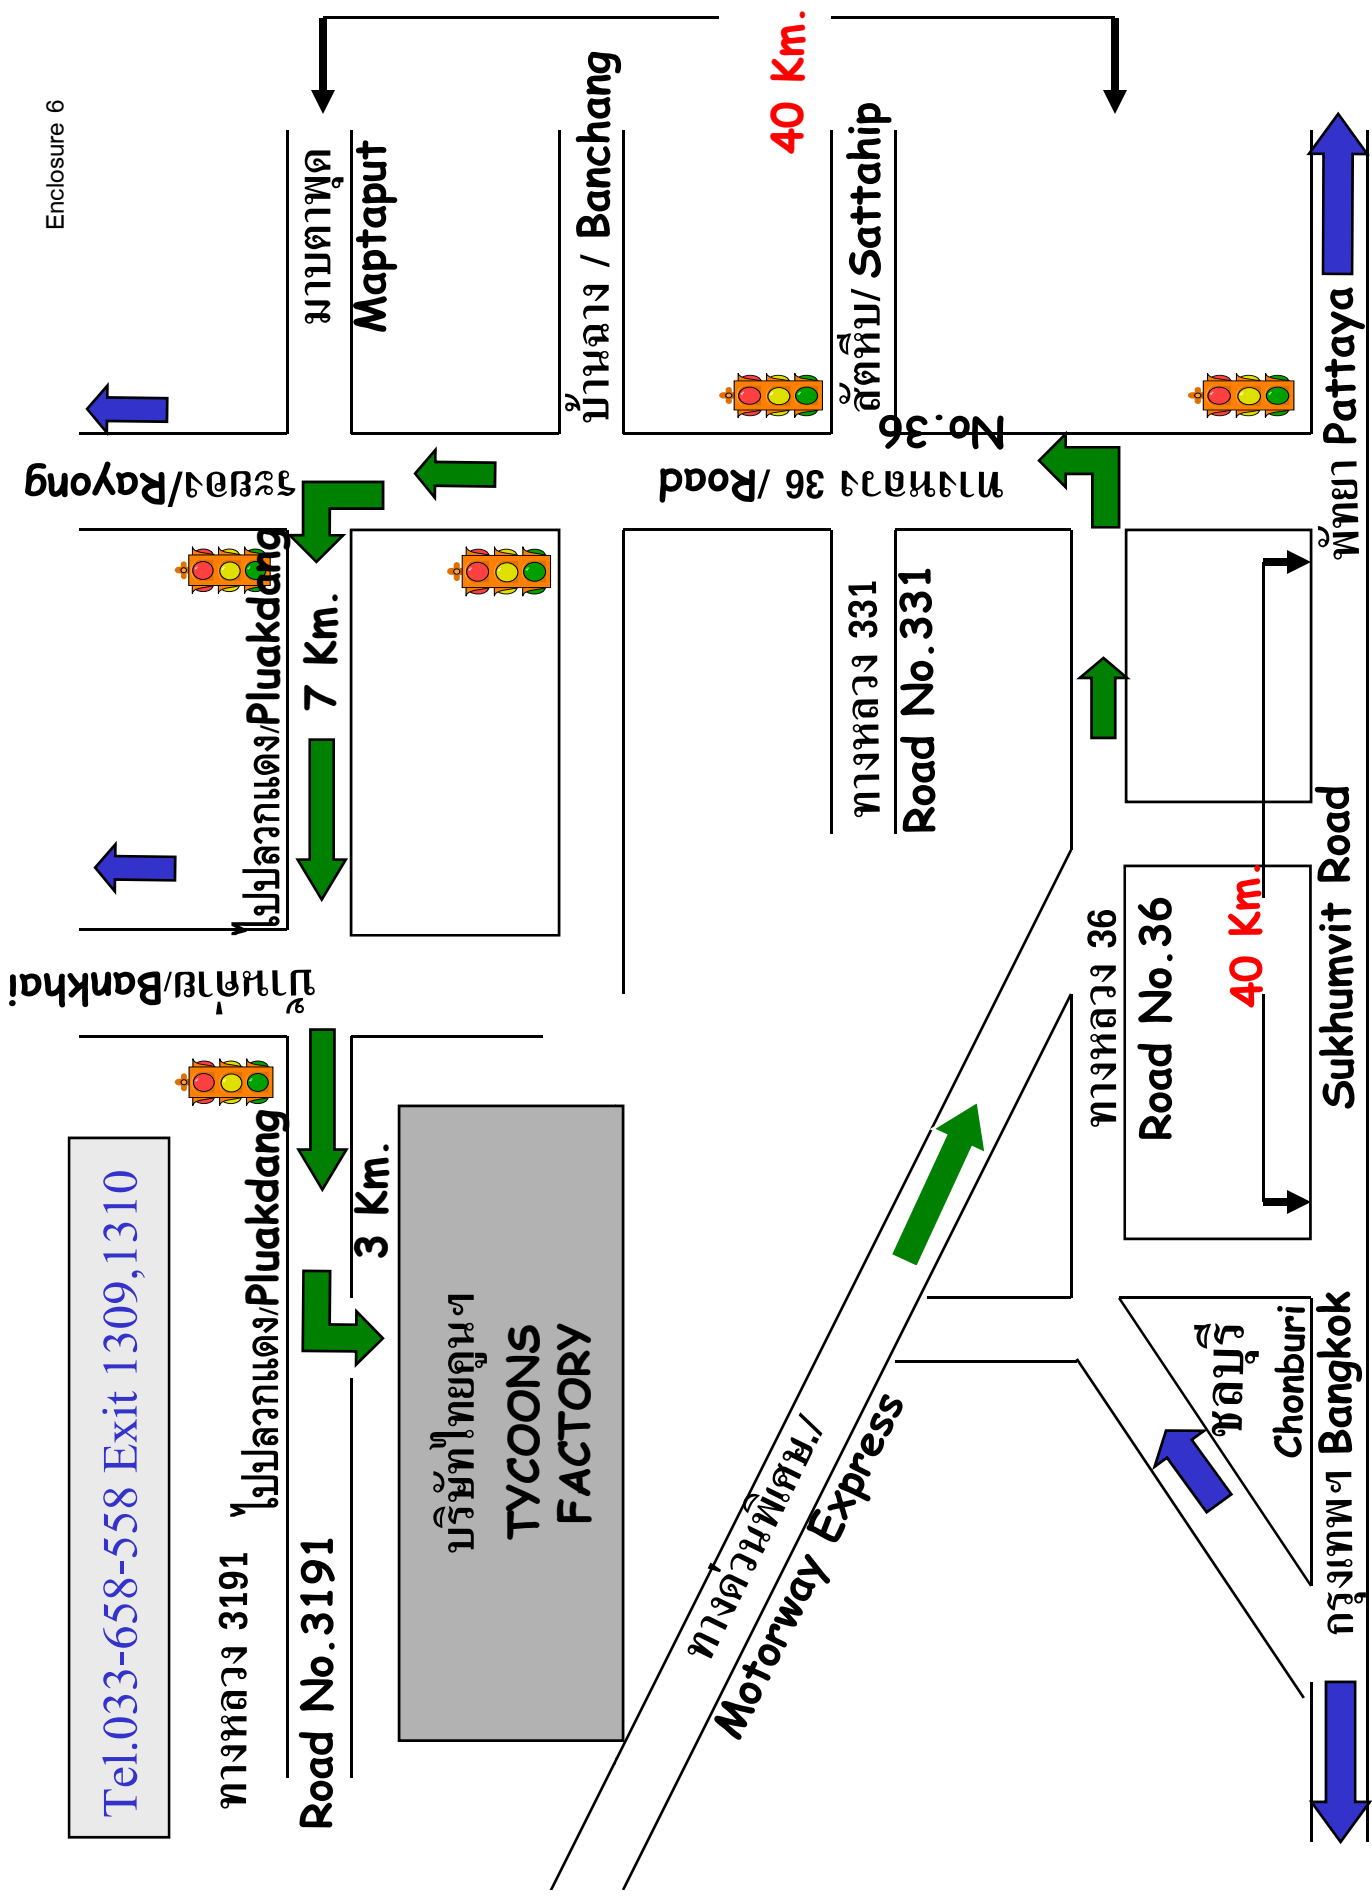 Enclosure 6
40 Km.
มาบตาพุด
Maptaput
บ้านฉาง / Banchang
สัตหีบ/ Sattahip
ระยอง/Rayong
ทางหลวง 36 /Road
No.36
พัทยา Pattaya
ไปปลวกแดง/Pluakdang
7 Km.
ทางหลวง 331
Road No.331
บ้านค่าย/Bankhai
ทางหลวง 36
Road No.36
40 Km.
Sukhumvit Road
Tel.033-658-558 Exit 1309,1310
ไปปลวกแดง/Pluakdang
3 Km.
ทางหลวง 3191
Road No.3191
บริษัทไทยคูนฯ
TYCOONS
FACTORY
ทางด่วนพิเศษ./
Motorway Express
ชลบุรี
Chonburi
กรุงเทพฯ Bangkok